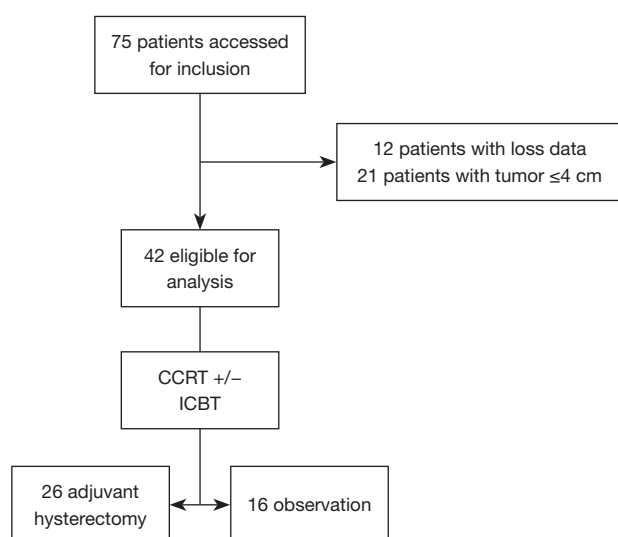 75 patients accessed
for inclusion
12 patients with loss data
21 patients with tumor ≤4 cm
42 eligible for
analysis
CCRT +/–
ICBT
26 adjuvant
hysterectomy
16 observation